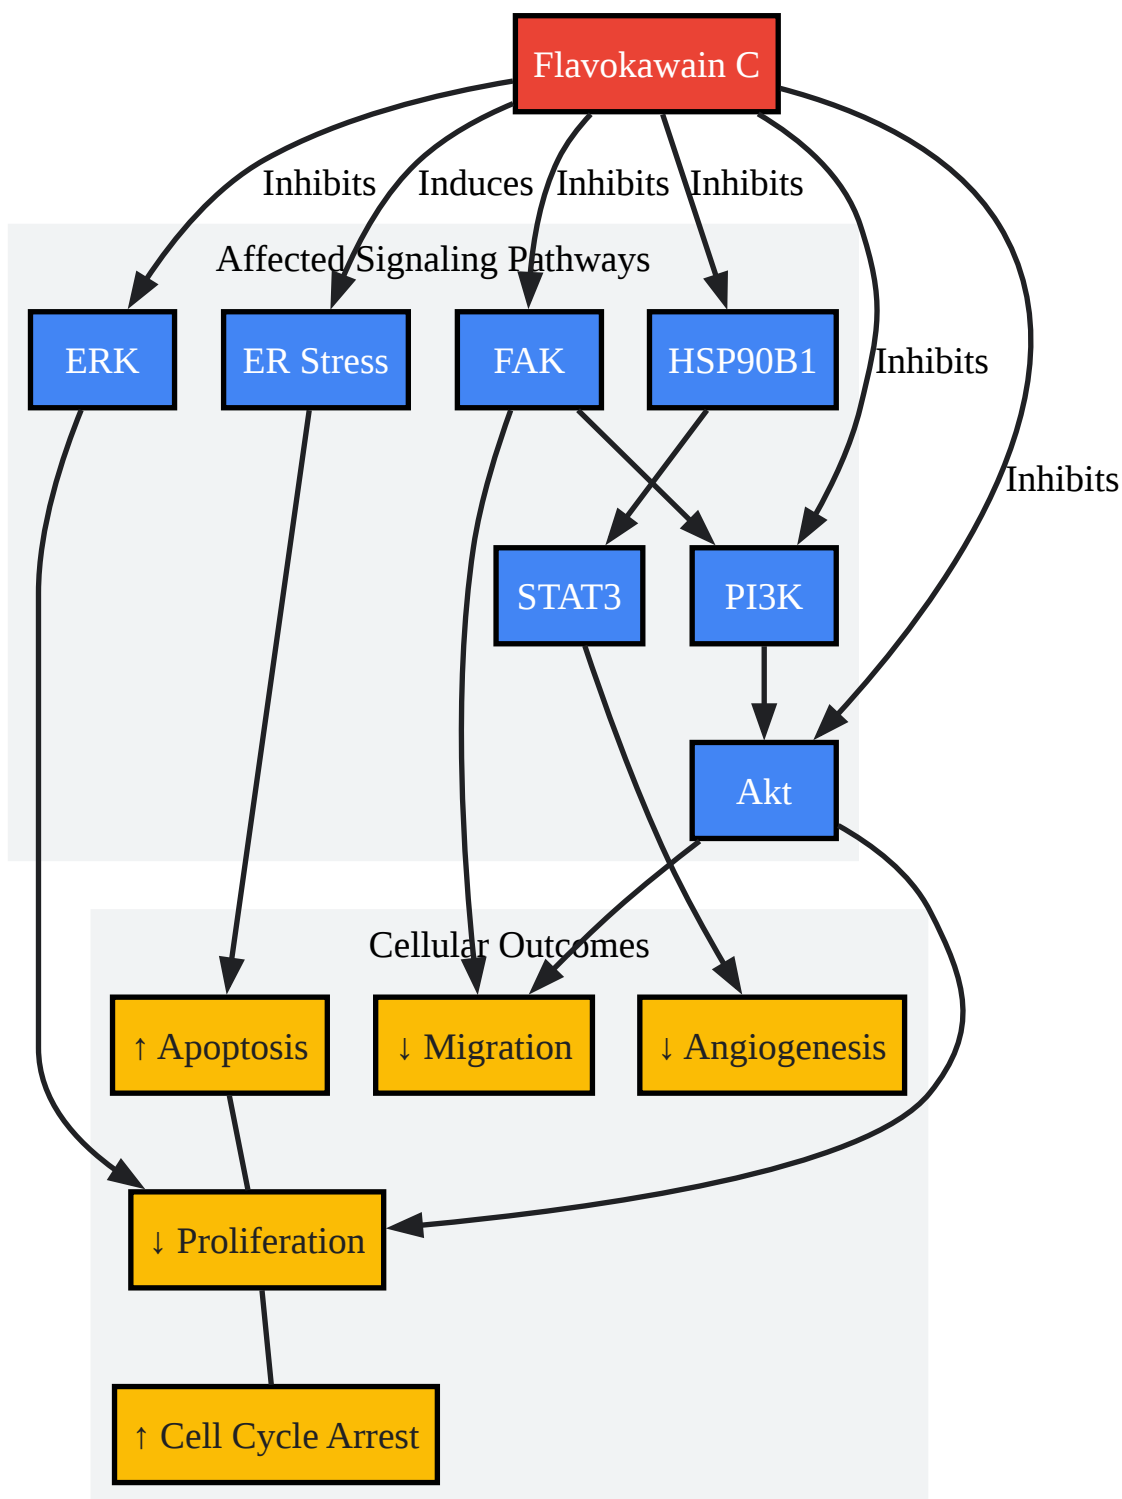 Flavokawain C
Inhibits
Induces
Inhibits
Inhibits
Affected Signaling Pathways
ERK
ER Stress
FAK
HSP90B1
Inhibits
Inhibits
STAT3
PI3K
Akt
Cellular Outcomes
↑ Apoptosis
↓ Migration
↓ Angiogenesis
↓ Proliferation
↑ Cell Cycle Arrest